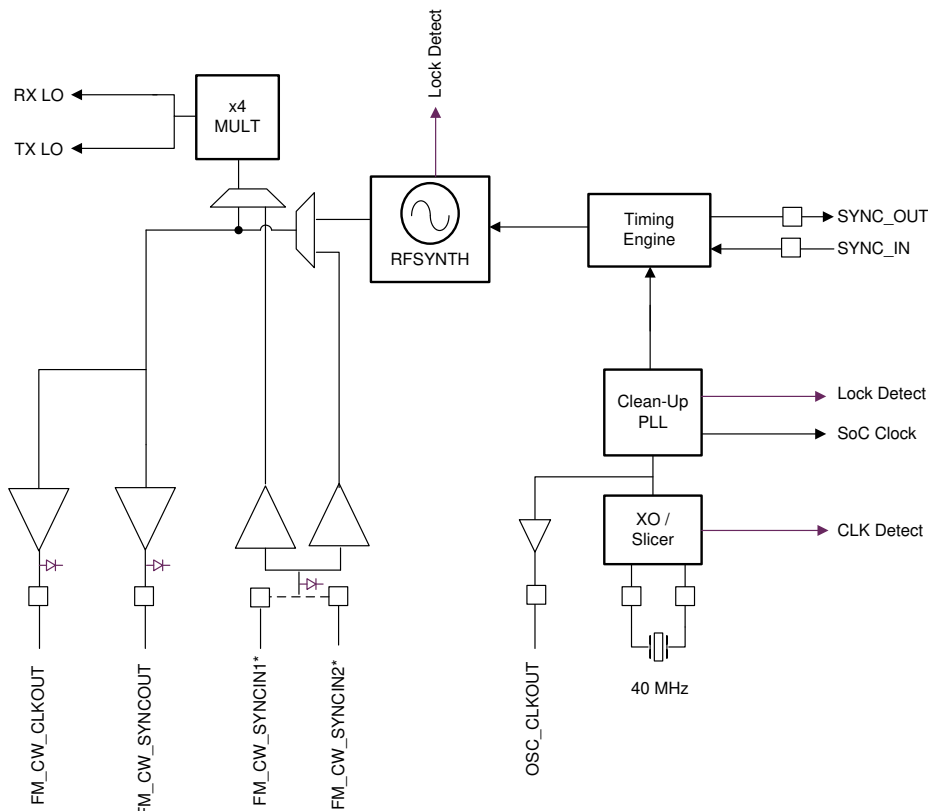 Lock Detect
RX LO
TX LO
x4
MULT
RFSYNTH
Timing
Engine
SYNC_OUT
SYNC_IN
Clean-Up
PLL
Lock Detect
SoC Clock
XO /
Slicer
CLK Detect
40 MHz
FM_CW_CLKOUT
FM_CW_SYNCOUT
FM_CW_SYNCIN1*
FM_CW_SYNCIN2*
OSC_CLKOUT